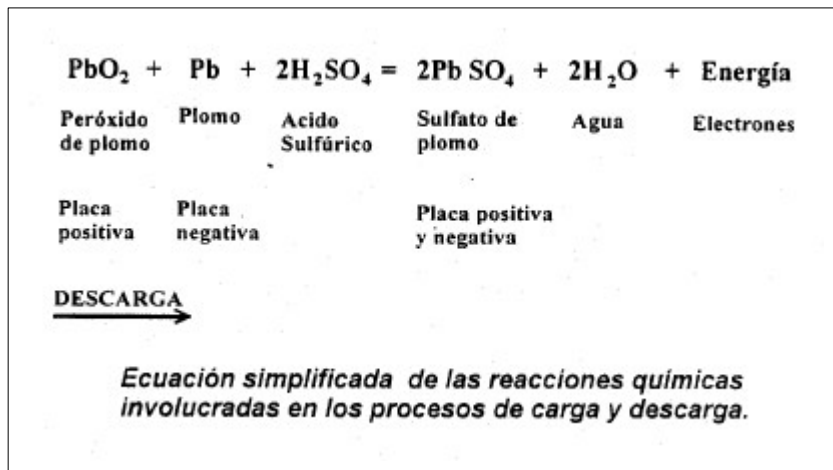 PbO₂ + Pb + 2H₂SO₄ = 2Pb SO₄ + 2H₂O + Energía
Peróxido de plomo Plomo Acido Sulfúrico Sulfato de plomo Agua Electrones
Placa positiva Placa negativa Placa positiva y negativa
DESCARGA
Ecuación simplificada de las reacciones químicas
involucradas en los procesos de carga y descarga.